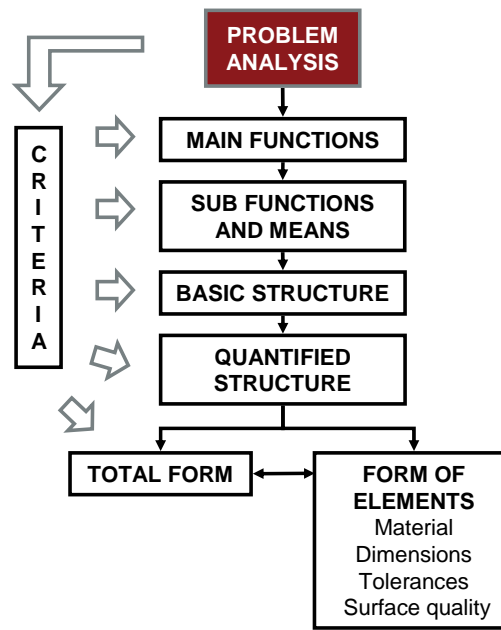 PROBLEM
ANALYSIS
CRITERIA
MAIN FUNCTIONS
SUB FUNCTIONS
AND MEANS
BASIC STRUCTURE
QUANTIFIED
STRUCTURE
TOTAL FORM
FORM OF
ELEMENTS
Material
Dimensions
Tolerances
Surface quality